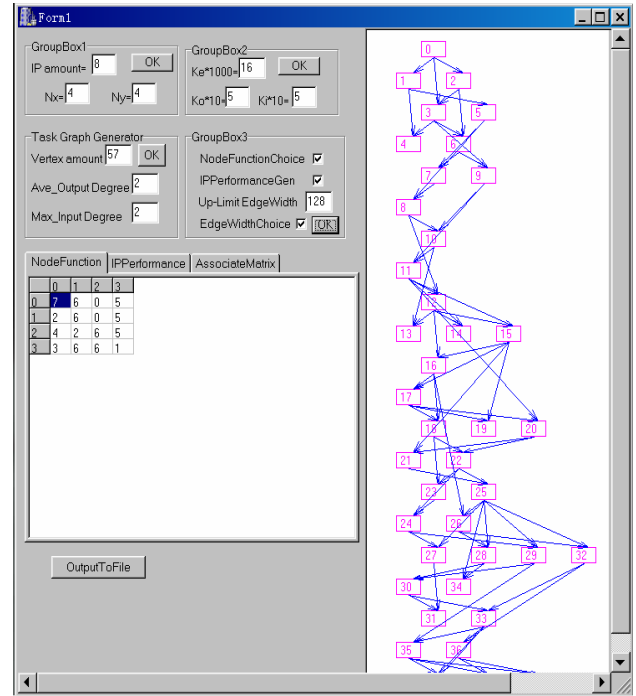 Form1
GroupBox1
IP amount= 8 OK
Nx= 4 Ny= 4
GroupBox2
Ke*1000= 16 OK
Ko*10= 5 Ki*10= 5
Task Graph Generator
Vertex amount 57 OK
Ave_Output Degree 2
Max_Input Degree 2
GroupBox3
NodeFunctionChoice
IPPerformanceGen
Up-Limit EdgeWidth 128
EdgeWidthChoice OK
NodeFunction IPPerformance AssociateMatrix
0 1 2 3
0 7 6 0 5
1 2 6 0 5
2 4 2 6 5
3 3 6 6 1
OutputToFile
0
1 2
3 5
4 6
7 9
8
10
11
12
13 14 15
16
17
18 19 20
21 22
23 25
24 26
27 28 29 32
30 34
31 33
35 36